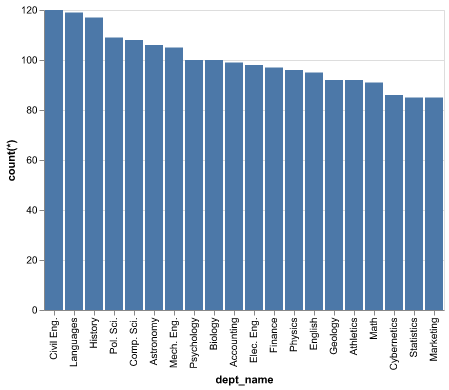 120
100
80
60
40
20
0
count(*)
Civil Eng.
Languages
History
Pol. Sci.
Comp. Sci.
Astronomy
Mech. Eng.
Psychology
Biology
Accounting
Elec. Eng.
Finance
Physics
English
Geology
Athletics
Math
Cybernetics
Statistics
Marketing
dept_name